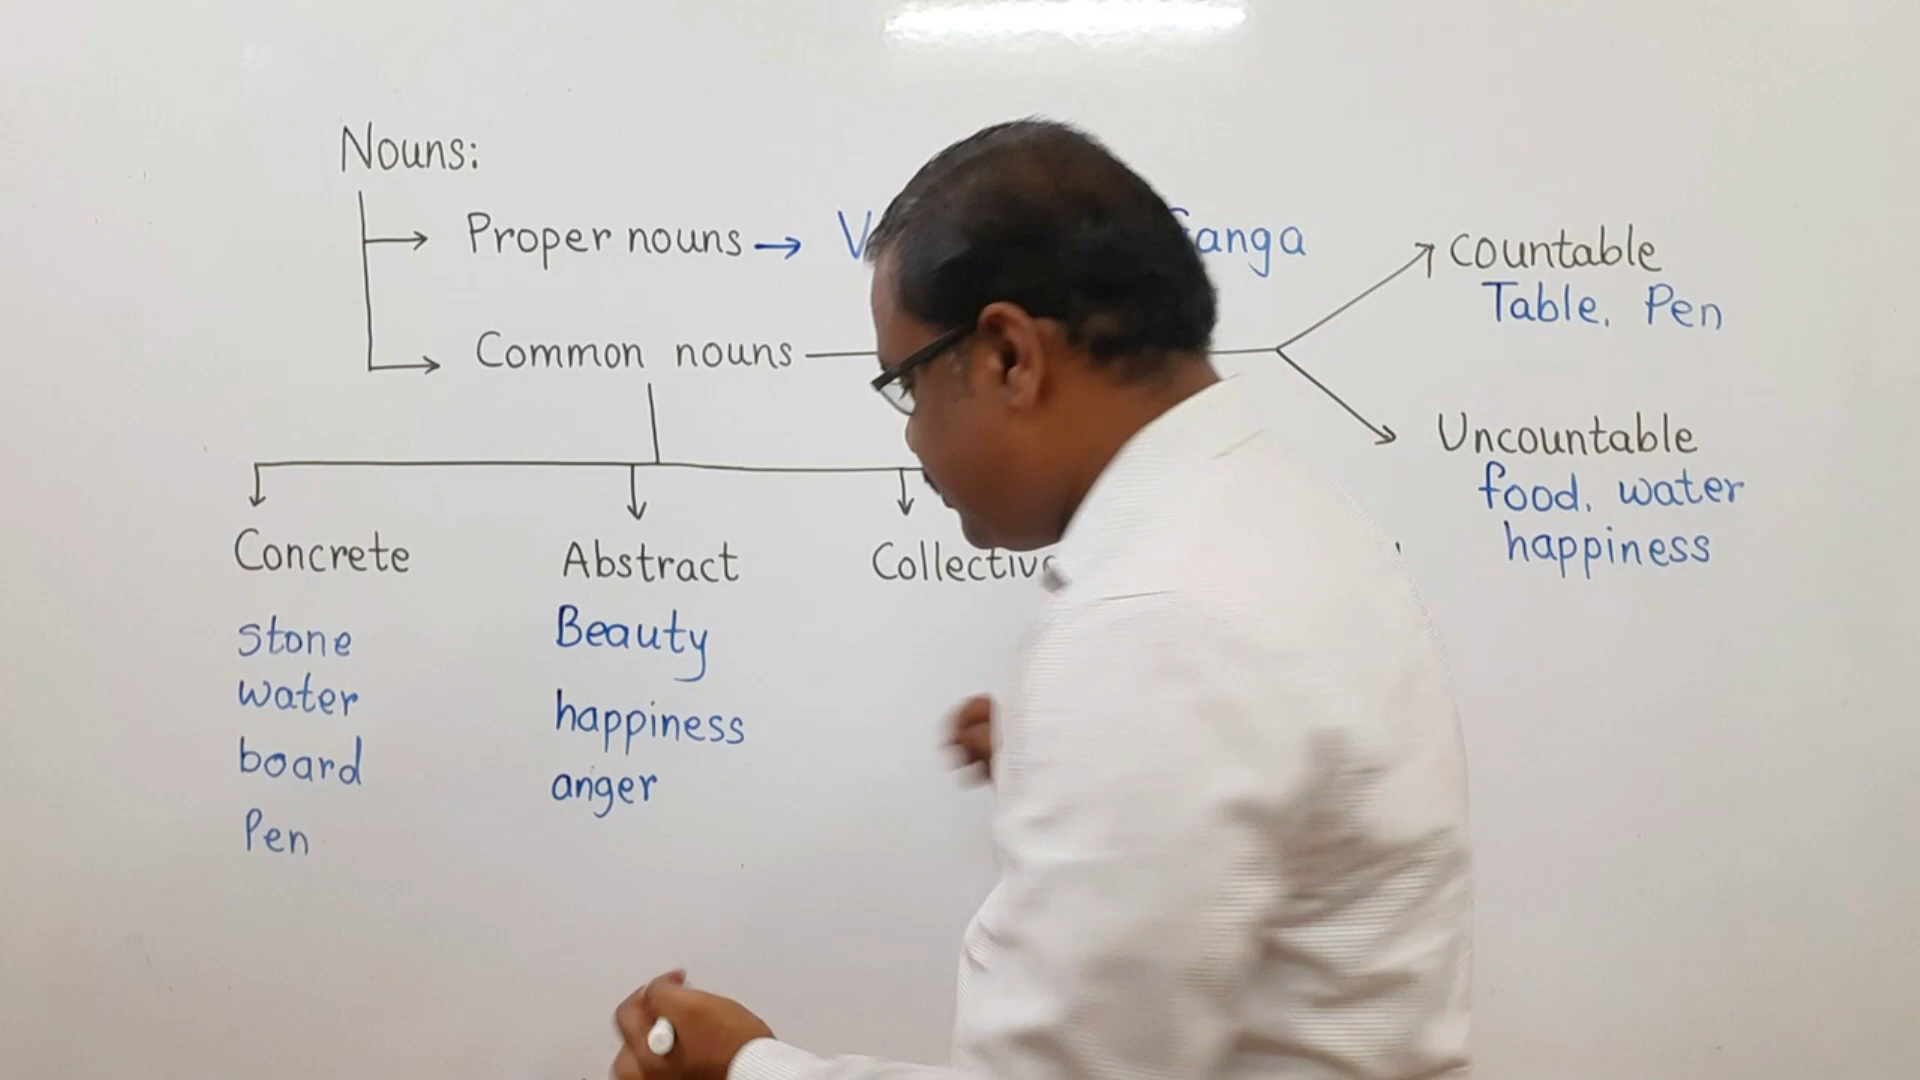 Nouns:
Proper nouns →
Common nouns
countable
Table, Pen
Uncountable
food, water
happiness
Concrete
stone
water
board
Pen
Abstract
Beauty
happiness
anger